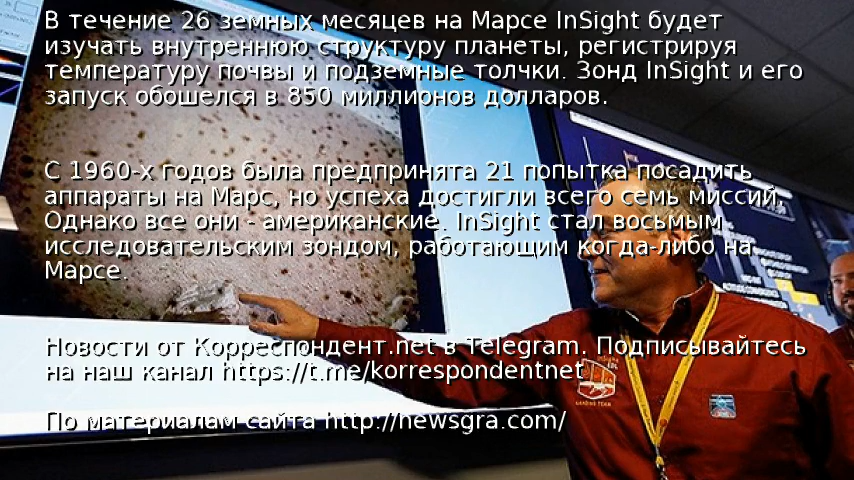 В течение 26 земных месяцев на Марсе InSight будет
изучать внутреннюю структуру планеты, регистрируя
температуру почвы и подземные толчки. Зонд InSight и его
запуск обошелся в 850 миллионов долларов.
С 1960-х годов была предпринята 21 попытка посадить
аппараты на Марс, но успеха достигли всего семь миссий.
Однако все они - американские. InSight стал восьмым
исследовательским зондом, работающим когда-либо на
Марсе.
Новости от Корреспондент.net в Telegram. Подписывайтесь
на наш канал https://t.me/korrespondentnet
По материалам сайта http://newsgra.com/